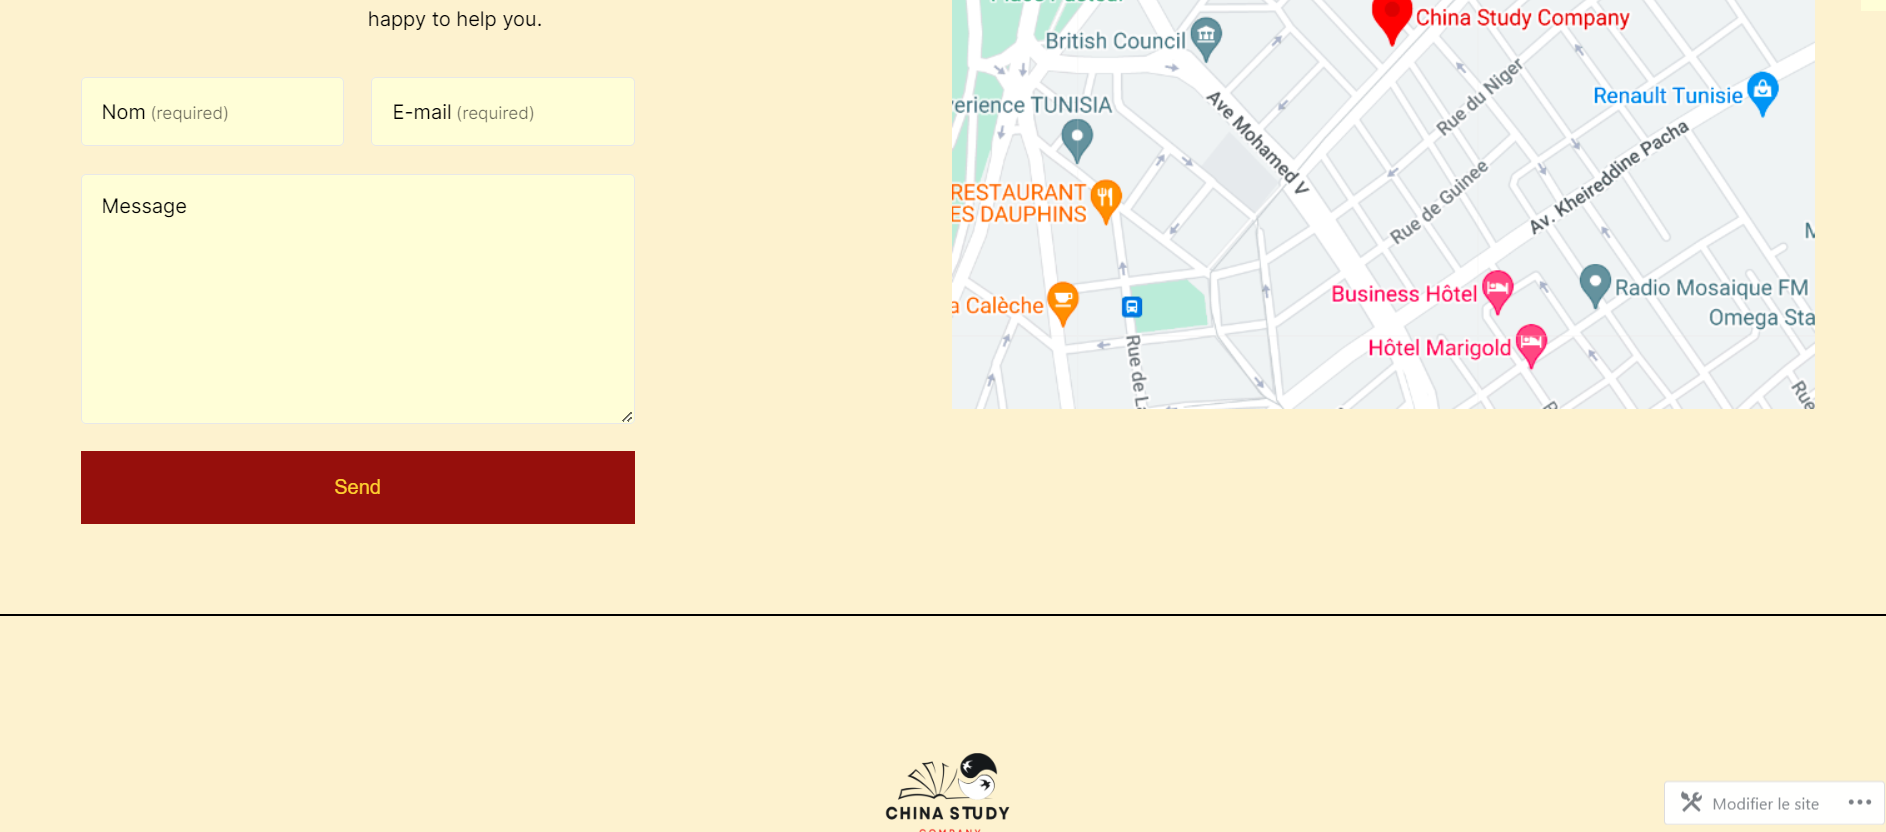 happy to help you.
Nom (required)
E-mail (required)
Message
Send
China Study Company
British Council
Renault Tunisie
Rue du Niger
erience TUNISIA
Ave Mohamed V
Av. Kheireddine Pacha
Rue de Guinee
RESTAURANT
ES DAUPHINS
Business Hôtel
Radio Mosaique FM
Omega Sta
a Calèche
Hôtel Marigold
Rue de Li
Rue
CHINA STUDY
COMPANY
Modifier le site